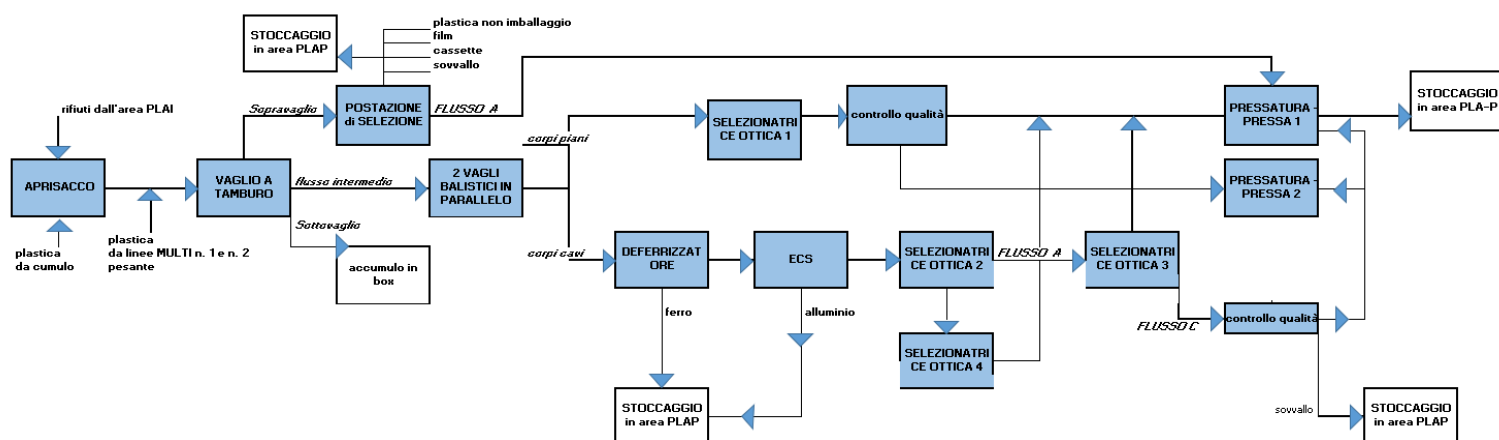 plastica non imballaggio
film
cassette
sovvallo
STOCCAGGIO
in area PLAP
rifiuti dall'area PLAI
Sopravaglio
POSTAZIONE
di SELEZIONE
FLUSSO A
SELEZIONATRI
CE OTTICA 1
controllo qualità
PRESSATURA -
PRESSA 1
STOCCAGGIO
in area PLA-P
corpi piani
APRISACCO
VAGLIO A
TAMBURO
flusso intermedio
2 VAGLI
BALISTICI IN
PARALLELO
PRESSATURA -
PRESSA 2
Sottovaglio
plastica
da cumulo
plastica
da linee MULTI n. 1 e n. 2
pesante
accumulo in
box
corpi cavi
DEFERRIZZAT
ORE
ECS
SELEZIONATRI
CE OTTICA 2
FLUSSO A
SELEZIONATRI
CE OTTICA 3
ferro
alluminio
FLUSSO C
controllo qualità
SELEZIONATRI
CE OTTICA 4
STOCCAGGIO
in area PLAP
sovvallo
STOCCAGGIO
in area PLAP